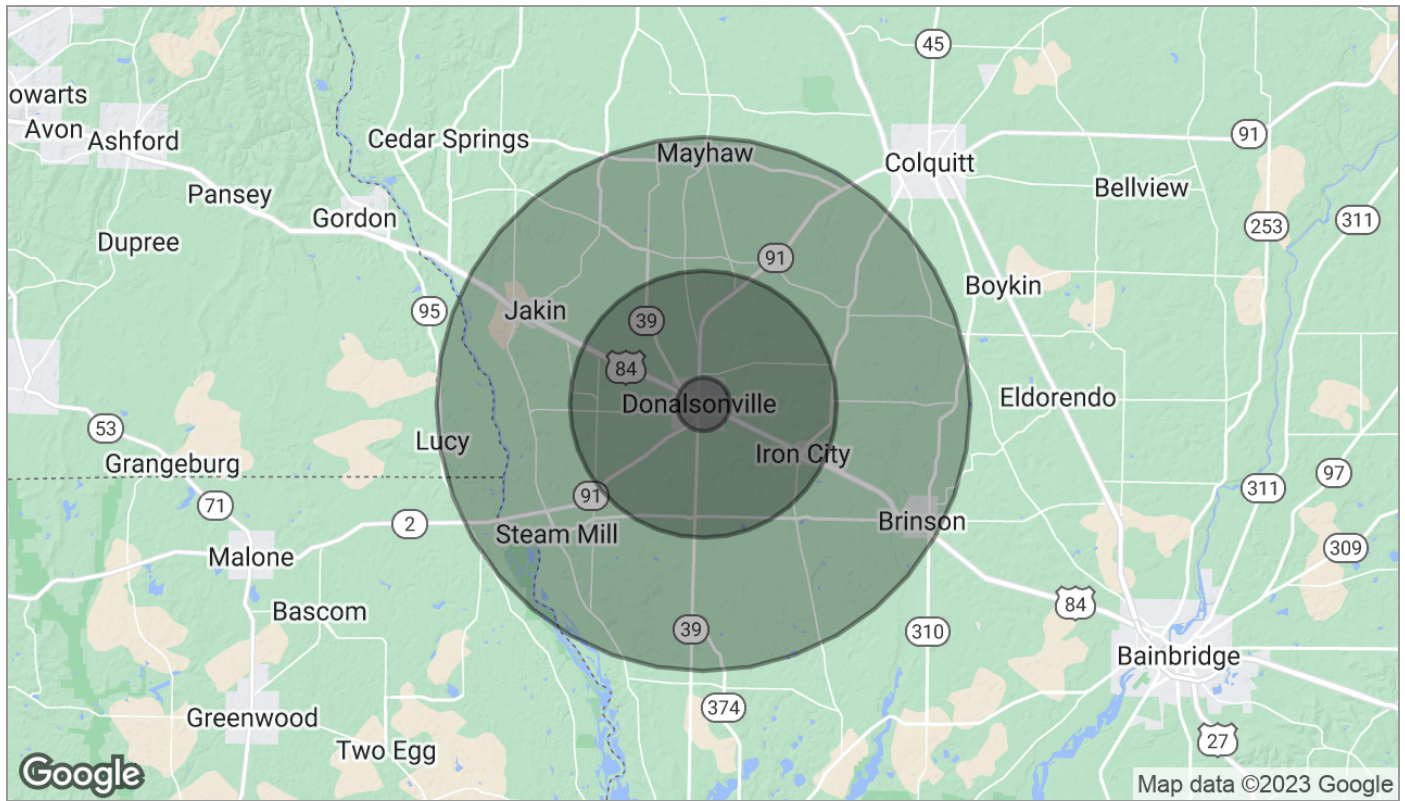 45
owarts
Avon
Ashford
Cedar Springs
91
Mayhaw
Colquitt
Pansey
Bellview
Gordon
311
253
Dupree
91
Boykin
95
Jakin
39
84
Donalsonville
Eldorendo
53
Lucy
Iron City
Grangeburg
97
311
91
71
2
Brinson
Steam Mill
309
Malone
84
Bascom
39
310
Bainbridge
374
Greenwood
27
Two Egg
Google
Map data ©2023 Google